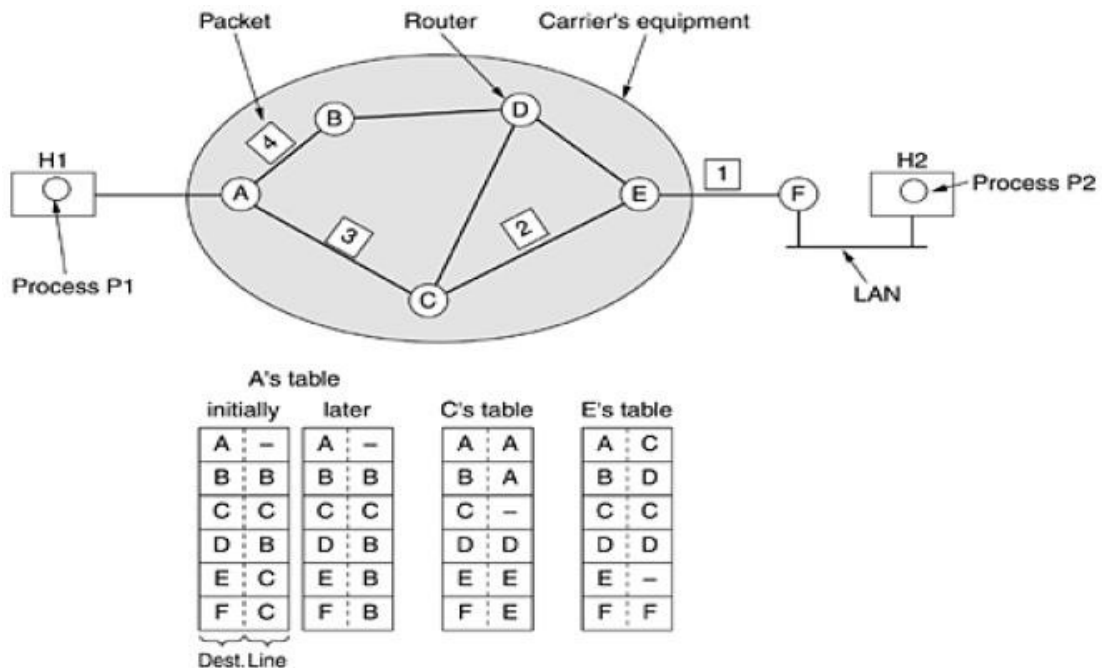 Packet Router Carrier's equipment
B D
4
H1 H2
1
A E F Process P2
3 2
Process P1 C LAN
A's table
initially later C's table E's table
A – A – A A A C
B B B B B A B D
C C C C C – C C
D B D B D D D D
E C E B E E E –
F C F B F E F F
Dest. Line